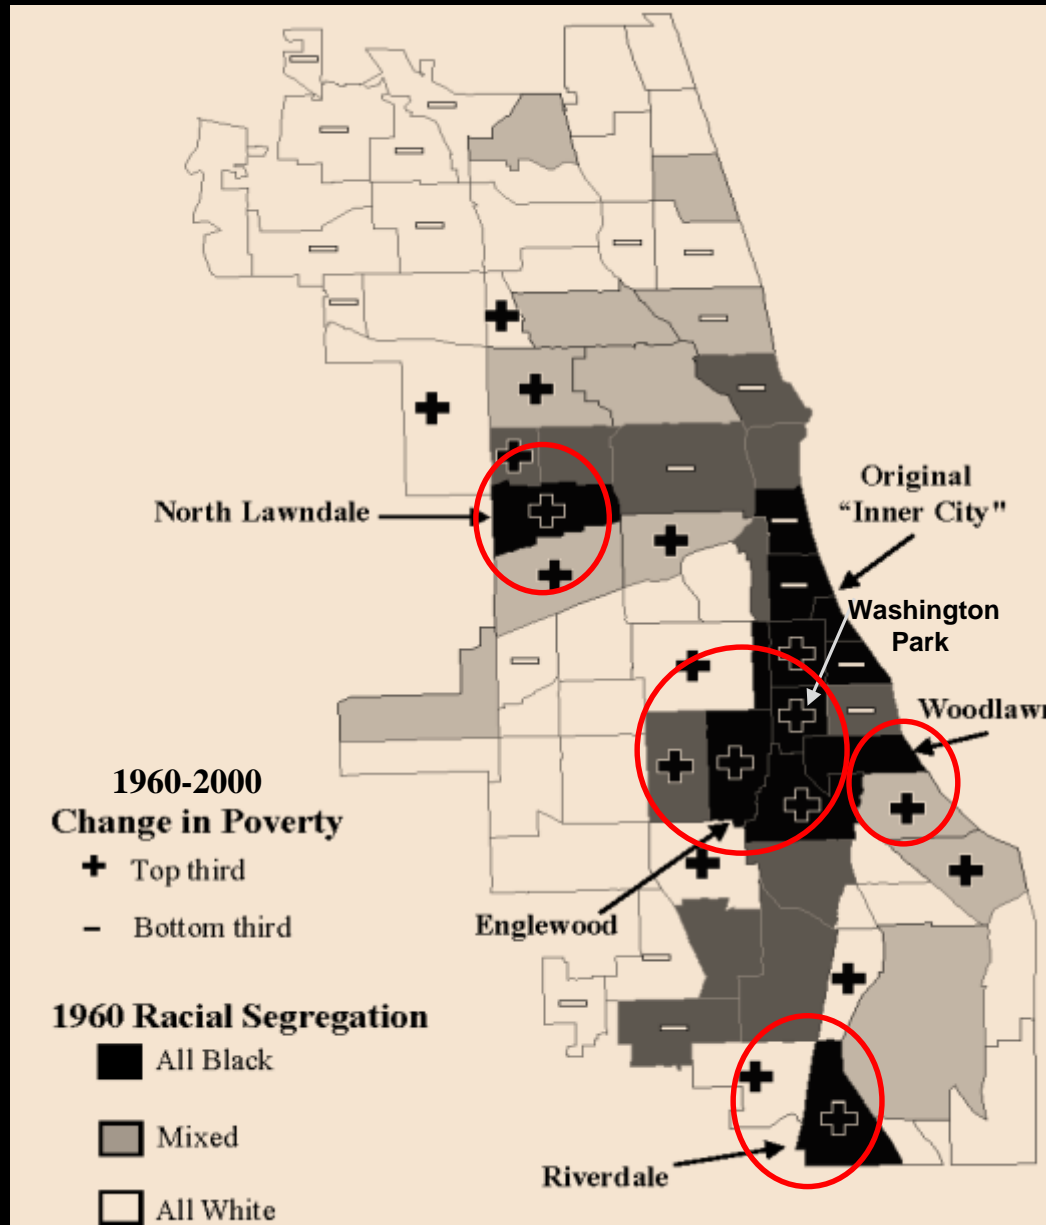 North Lawndale
Original
“Inner City"
Washington
Park
Woodlawn
1960-2000
Change in Poverty
Top third
Bottom third
Englewood
1960 Racial Segregation
All Black
Mixed
Riverdale
All White